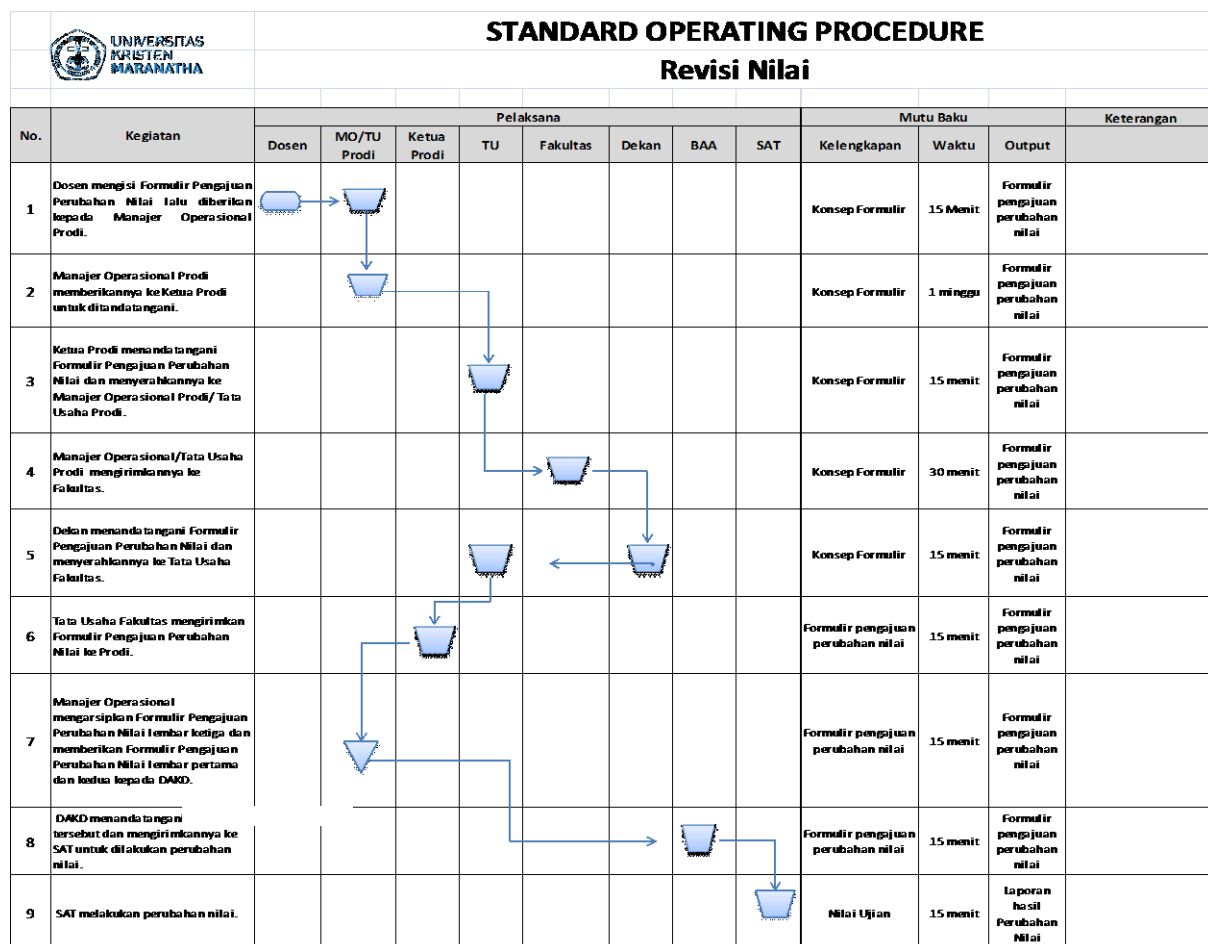 UNIVERSITAS
KRISTEN
MARANATHA
STANDARD OPERATING PROCEDURE
Revisi Nilai
No.
Kegiatan
Pelaksana
Mutu Baku
Keterangan
Dosen
MO/TU
Prodi
Ketua
Prodi
TU
Fakultas
Dekan
BAA
SAT
Kelengkapan
Waktu
Output
1
Dosen mengisi Formulir Pengajuan
Perubahan Nilai lalu diberikan
kepada Manajer Operasional
Prodi.
Konsep Formulir
15 Menit
Formulir
pengajuan
perubahan
nilai
2
Manajer Operasional Prodi
memberikannya ke Ketua Prodi
untuk ditandatangani.
Konsep Formulir
1 minggu
Formulir
pengajuan
perubahan
nilai
3
Ketua Prodi menandatangani
Formulir Pengajuan Perubahan
Nilai dan menyerahkannya ke
Manajer Operasional Prodi/ Tata
Usaha Prodi.
Konsep Formulir
15 menit
Formulir
pengajuan
perubahan
nilai
4
Manajer Operasional/Tata Usaha
Prodi mengirimkannya ke
Fakultas.
Konsep Formulir
30 menit
Formulir
pengajuan
perubahan
nilai
5
Dekan menandatangani Formulir
Pengajuan Perubahan Nilai dan
menyerahkannya ke Tata Usaha
Fakultas.
Konsep Formulir
15 menit
Formulir
pengajuan
perubahan
nilai
6
Tata Usaha Fakultas mengirimkan
Formulir Pengajuan Perubahan
Nilai ke Prodi.
Formulir pengajuan
perubahan nilai
15 menit
Formulir
pengajuan
perubahan
nilai
7
Manajer Operasional
mengarsipkan Formulir Pengajuan
Perubahan Nilai lembar ketiga dan
memberikan Formulir Pengajuan
Perubahan Nilai lembar pertama
dan kedua kepada DAKD.
Formulir pengajuan
perubahan nilai
15 menit
Formulir
pengajuan
perubahan
nilai
8
DAKD menandatangani
tersebut dan mengirimkannya ke
SAT untuk dilakukan perubahan
nilai.
Formulir pengajuan
perubahan nilai
15 menit
Formulir
pengajuan
perubahan
nilai
9
SAT melakukan perubahan nilai.
Nilai Ujian
15 menit
Laporan
hasil
Perubahan
Nilai